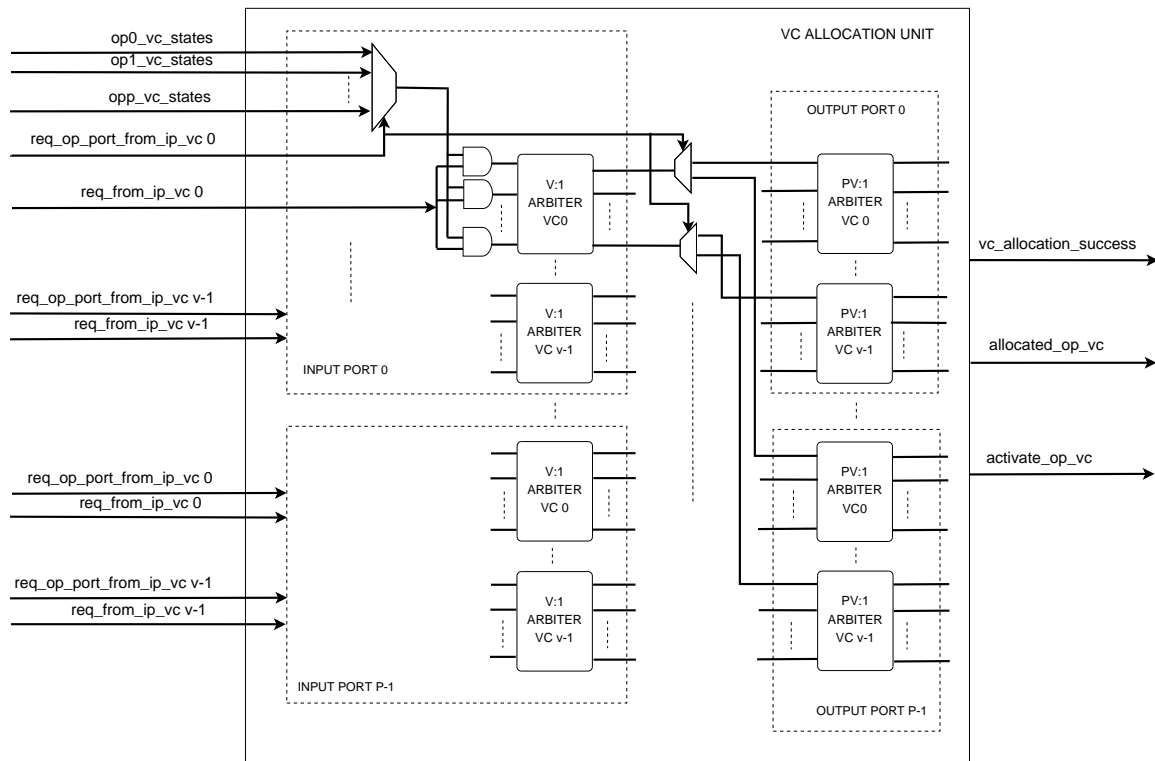 VC ALLOCATION UNIT
op0_vc_states
op1_vc_states
opp_vc_states
req_op_port_from_ip_vc 0
req_from_ip_vc 0
req_op_port_from_ip_vc v-1
req_from_ip_vc v-1
req_op_port_from_ip_vc 0
req_from_ip_vc 0
req_op_port_from_ip_vc v-1
req_from_ip_vc v-1
V:1
ARBITER
VC0
V:1
ARBITER
VC v-1
INPUT PORT 0
V:1
ARBITER
VC 0
V:1
ARBITER
VC v-1
INPUT PORT P-1
OUTPUT PORT 0
PV:1
ARBITER
VC 0
PV:1
ARBITER
VC v-1
PV:1
ARBITER
VC0
PV:1
ARBITER
VC v-1
OUTPUT PORT P-1
vc_allocation_success
allocated_op_vc
activate_op_vc